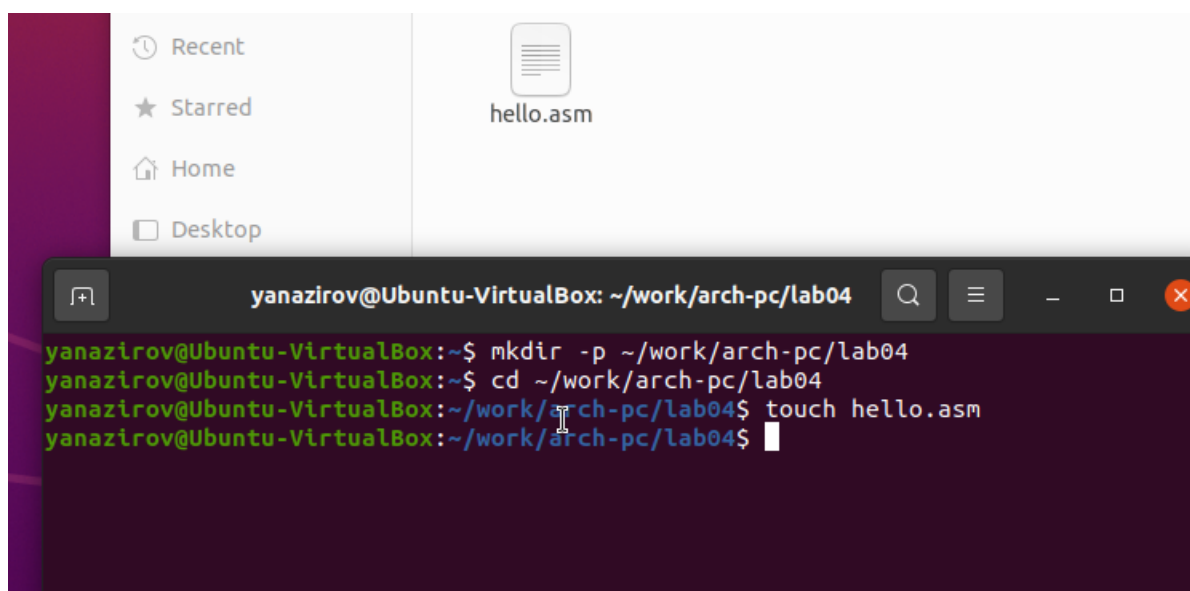 Recent
Starred
Home
Desktop
hello.asm
yanazirov@Ubuntu-VirtualBox: ~/work/arch-pc/lab04
yanazirov@Ubuntu-VirtualBox:~$ mkdir -p ~/work/arch-pc/lab04
yanazirov@Ubuntu-VirtualBox:~$ cd ~/work/arch-pc/lab04
yanazirov@Ubuntu-VirtualBox:~/work/arch-pc/lab04$ touch hello.asm
yanazirov@Ubuntu-VirtualBox:~/work/arch-pc/lab04$